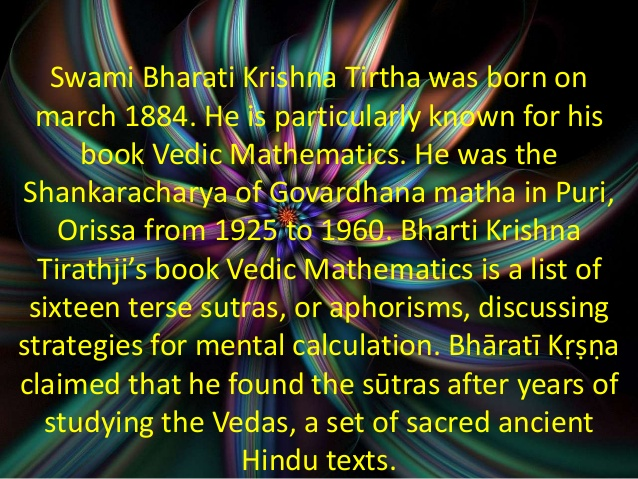 Swami Bharati Krishna Tirtha was born on
march 1884. He is particularly known for his
book Vedic Mathematics. He was the
Shankaracharya of Govardhana matha in Puri,
Orissa from 1925 to 1960. Bharti Krishna
Tirathji’s book Vedic Mathematics is a list of
sixteen terse sutras, or aphorisms, discussing
strategies for mental calculation. Bhāratī Kṛṣṇa
claimed that he found the sūtras after years of
studying the Vedas, a set of sacred ancient
Hindu texts.